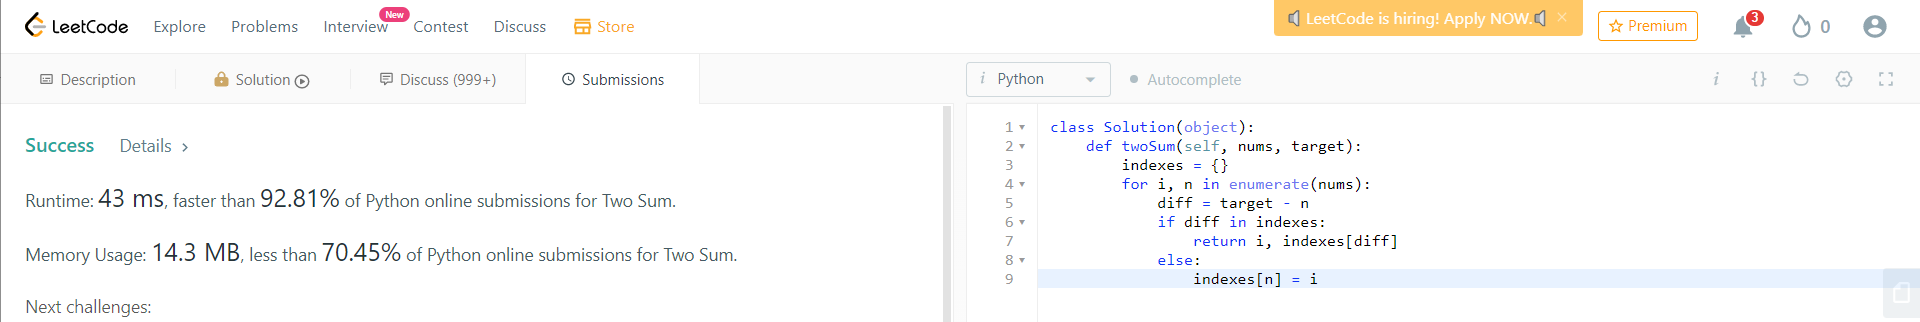 LeetCode Explore Problems Interview New Contest Discuss Store LeetCode is hiring! Apply NOW. × Premium 3 0
Description Solution Discuss (999+) Submissions i Python Autocomplete i {}
Success Details >
Runtime: 43 ms, faster than 92.81% of Python online submissions for Two Sum.
Memory Usage: 14.3 MB, less than 70.45% of Python online submissions for Two Sum.
Next challenges:
1 class Solution(object):
2     def twoSum(self, nums, target):
3         indexes = {}
4         for i, n in enumerate(nums):
5             diff = target - n
6             if diff in indexes:
7                 return i, indexes[diff]
8             else:
9                 indexes[n] = i